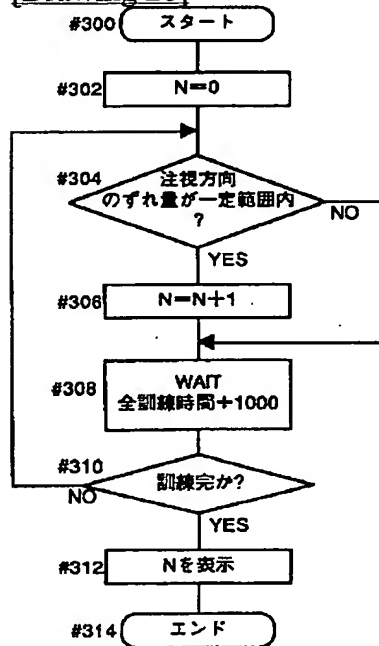 #300 スタート
#302 N=0
#304 注視方向
のずれ量が一定範囲内
?
NO
YES
#306 N=N+1
#308 WAIT
全訓練時間÷1000
#310 訓練完か?
NO
YES
#312 Nを表示
#314 エンド